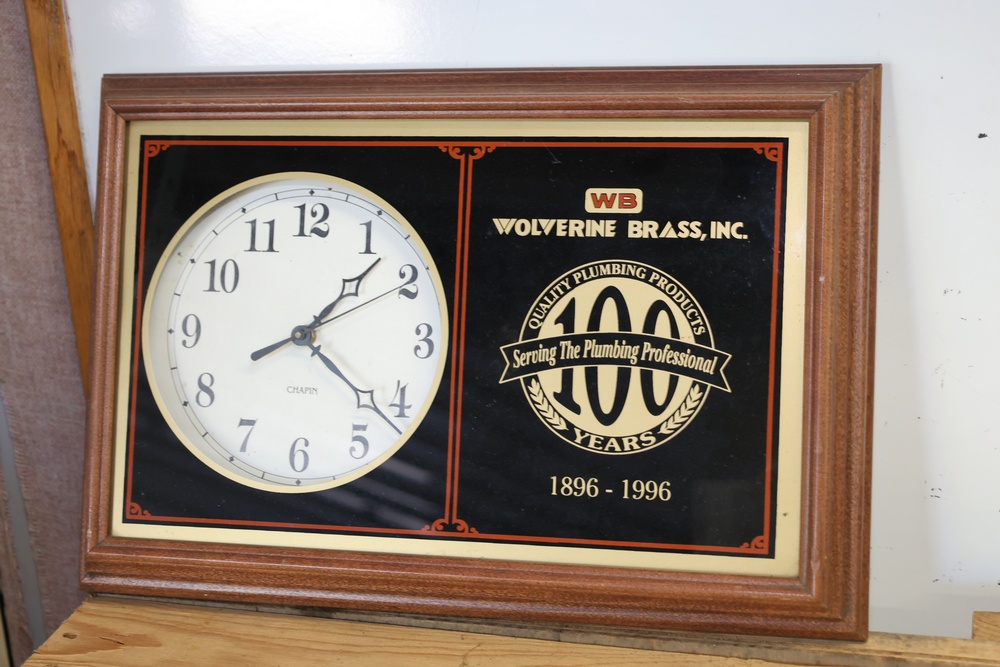 12
1
2
3
4
5
6
7
8
9
10
11
CHAPIN
WB
WOLVERINE BRASS, INC.
QUALITY PLUMBING PRODUCTS
100
Serving The Plumbing Professional
YEARS
1896 - 1996